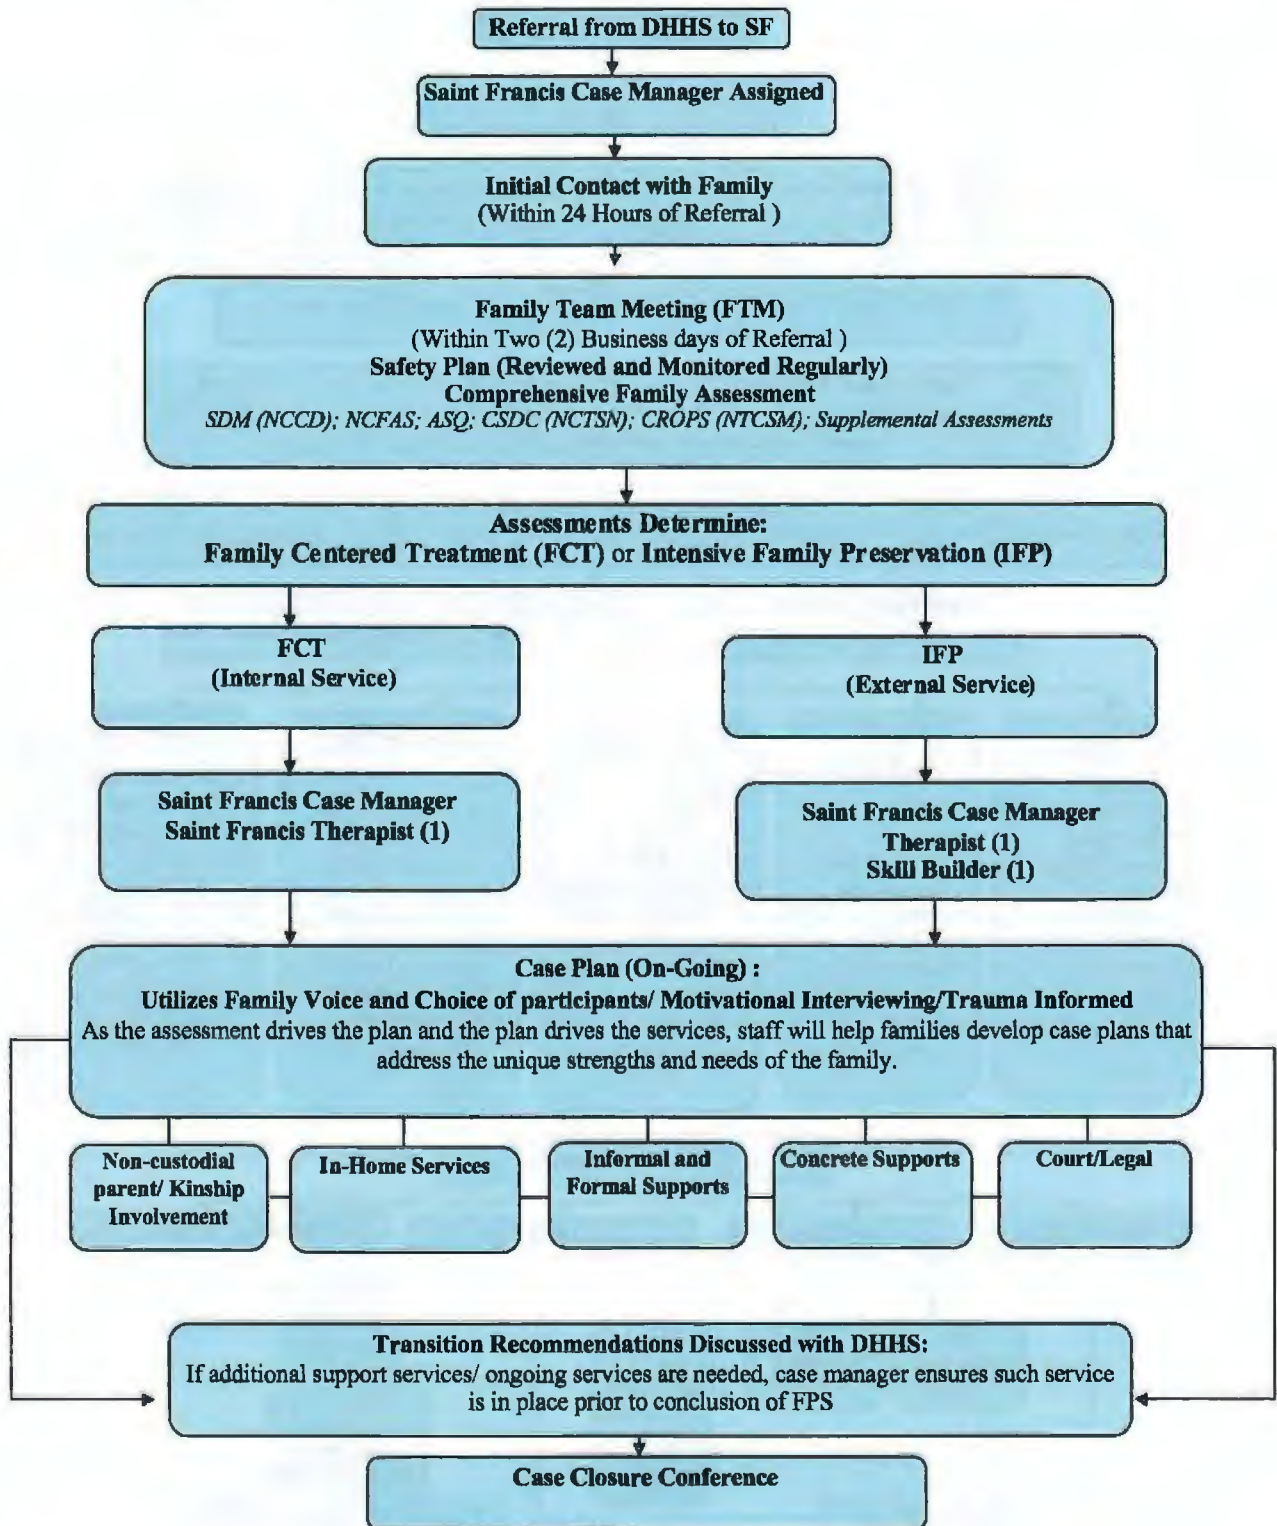 Referral from DHHS to SF
Saint Francis Case Manager Assigned
Initial Contact with Family
(Within 24 Hours of Referral )
Family Team Meeting (FTM)
(Within Two (2) Business days of Referral )
Safety Plan (Reviewed and Monitored Regularly)
Comprehensive Family Assessment
SDM (NCCD); NCFAS; ASQ; CSDC (NCTSN); CROPS (NTCSM); Supplemental Assessments
Assessments Determine:
Family Centered Treatment (FCT) or Intensive Family Preservation (IFP)
FCT
(Internal Service)
IFP
(External Service)
Saint Francis Case Manager
Saint Francis Therapist (1)
Saint Francis Case Manager
Therapist (1)
Skill Builder (1)
Case Plan (On-Going) :
Utilizes Family Voice and Choice of participants/ Motivational Interviewing/Trauma Informed
As the assessment drives the plan and the plan drives the services, staff will help families develop case plans that
address the unique strengths and needs of the family.
Non-custodial
parent/ Kinship
Involvement
In-Home Services
Informal and
Formal Supports
Concrete Supports
Court/Legal
Transition Recommendations Discussed with DHHS:
If additional support services/ ongoing services are needed, case manager ensures such service
is in place prior to conclusion of FPS
Case Closure Conference